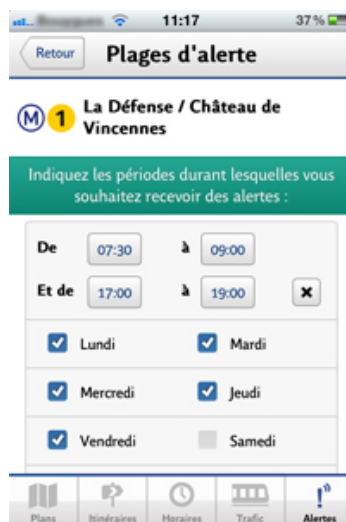 11:17 37 %
Retour Plages d'alerte
M 1 La Défense / Château de
Vincennes
Indiquez les périodes durant lesquelles vous
souhaitez recevoir des alertes :
De 07:30 à 09:00
Et de 17:00 à 19:00
Lundi Mardi
Mercredi Jeudi
Vendredi Samedi
Plans Itinéraires Horaires Trafic Alertes